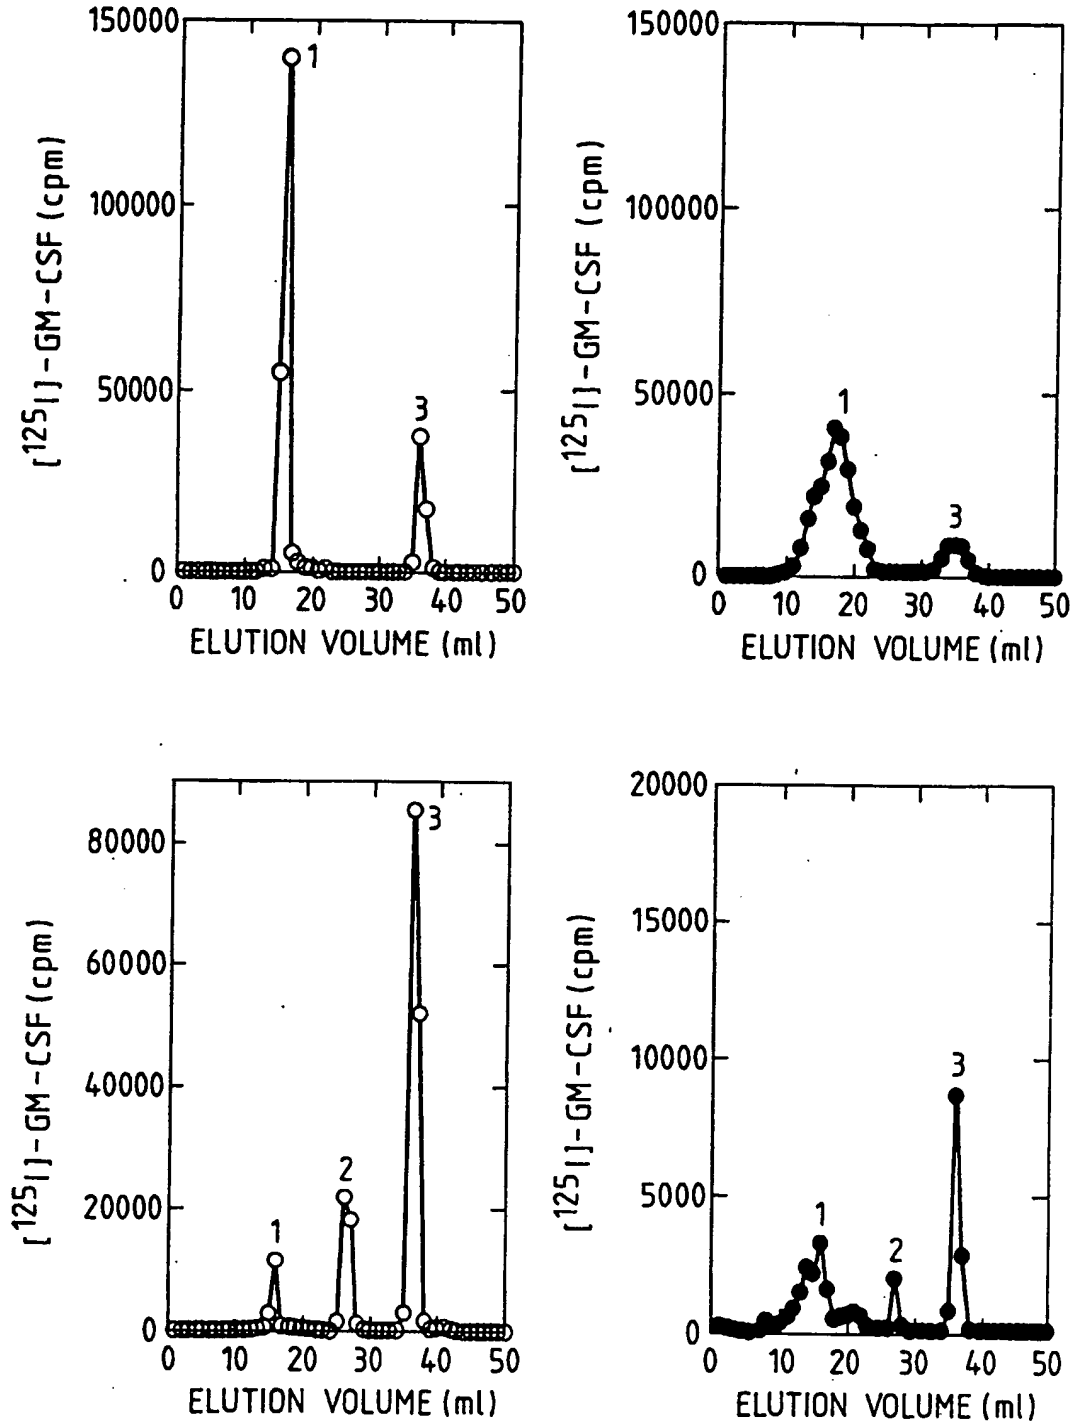 150000
100000
50000
0
[¹²⁵I]-GM-CSF (cpm)
1
3
0 10 20 30 40 50
ELUTION VOLUME (ml)
150000
100000
50000
0
[¹²⁵I]-GM-CSF (cpm)
1
3
0 10 20 30 40 50
ELUTION VOLUME (ml)
80000
60000
40000
20000
0
[¹²⁵I]-GM-CSF (cpm)
1
2
3
0 10 20 30 40 50
ELUTION VOLUME (ml)
20000
15000
10000
5000
0
[¹²⁵I]-GM-CSF (cpm)
1
2
3
0 10 20 30 40 50
ELUTION VOLUME (ml)